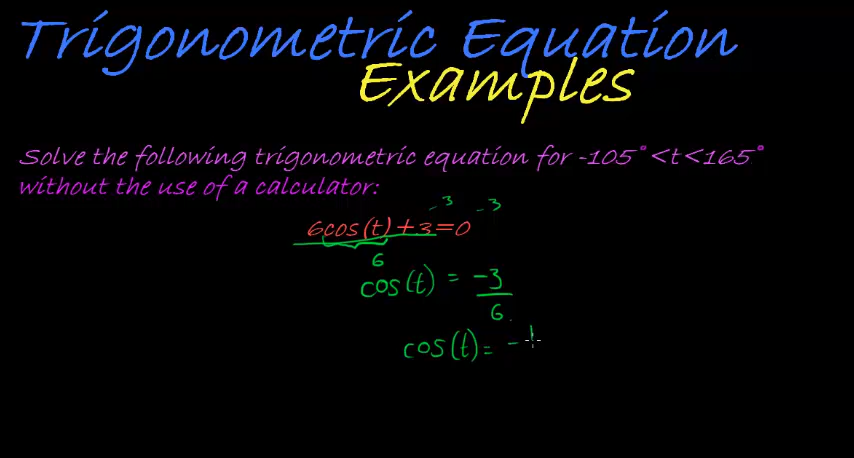 Trigonometric Equation
Examples
Solve the following trigonometric equation for -105° <t<165°
without the use of a calculator:
-3 -3
6cos(t)+3=0
6
cos(t) = -3
6
cos(t) = -1